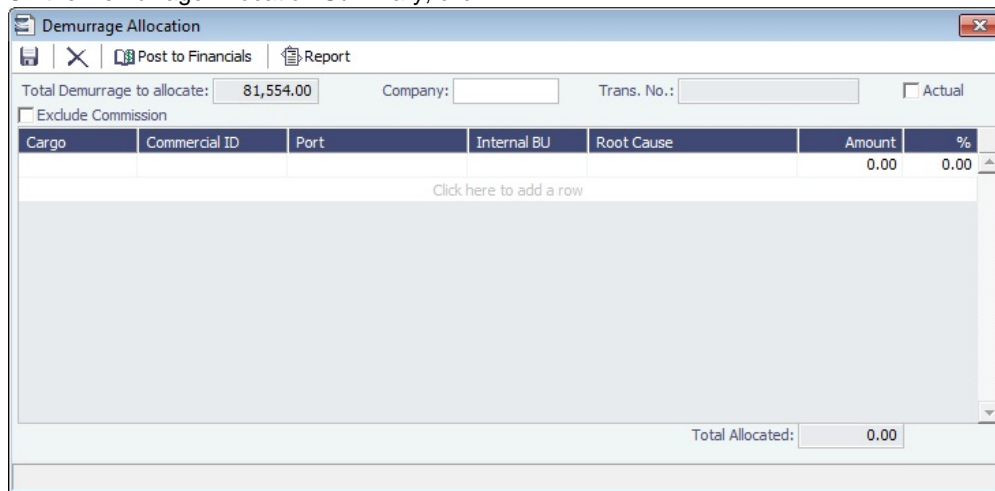 Demurrage Allocation
Post to Financials Report
Total Demurrage to allocate: 81,554.00 Company: Trans. No.: Actual
Exclude Commission
Cargo Commercial ID Port Internal BU Root Cause Amount %
0.00 0.00
Click here to add a row
Total Allocated: 0.00